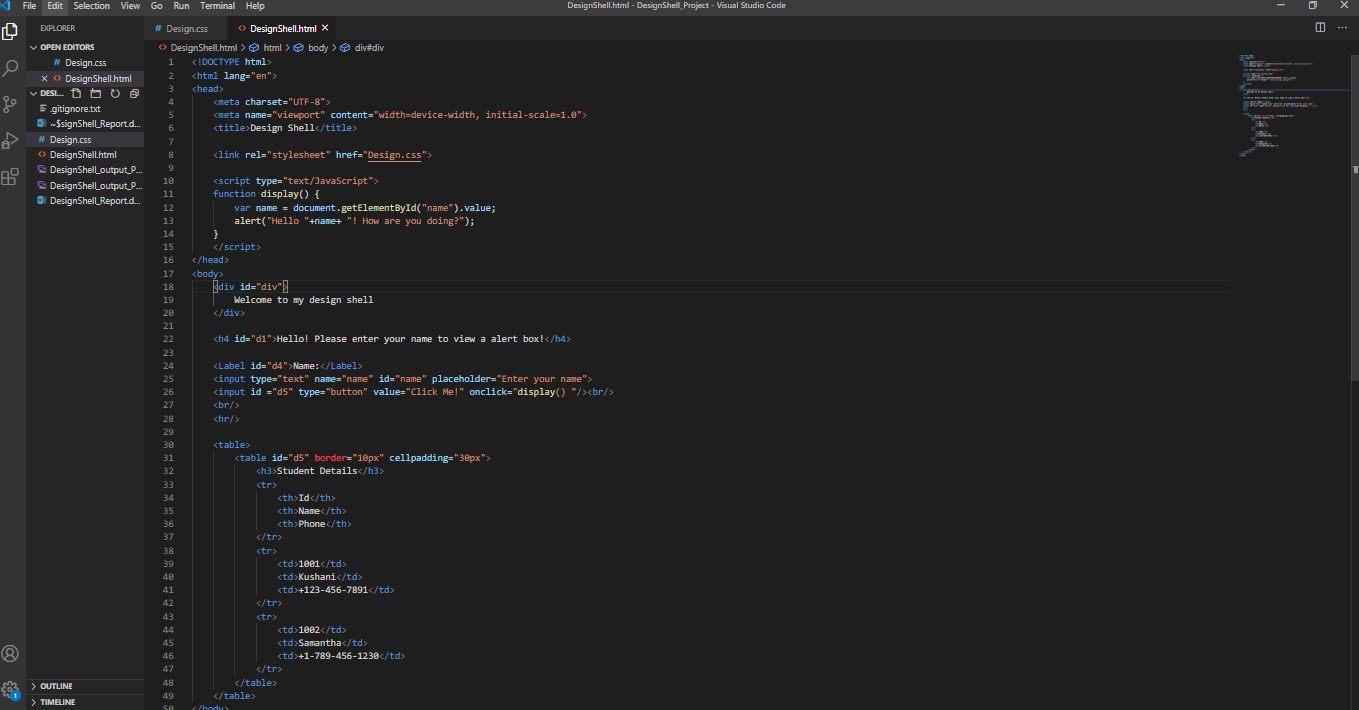 File Edit Selection View Go Run Terminal Help
DesignShell.html - DesignShell_Project - Visual Studio Code
EXPLORER
OPEN EDITORS
# Design.css
× <> DesignShell.html
DESI...
.gitignore.txt
~$signShell_Report.d...
# Design.css
<> DesignShell.html
DesignShell_output_P...
DesignShell_output_P...
DesignShell_Report.d...
OUTLINE
TIMELINE
1
# Design.css <> DesignShell.html ×
<> DesignShell.html > html > body > div#div
1 <!DOCTYPE html>
2 <html lang="en">
3 <head>
4 <meta charset="UTF-8">
5 <meta name="viewport" content="width=device-width, initial-scale=1.0">
6 <title>Design Shell</title>
7
8 <link rel="stylesheet" href="Design.css">
9
10 <script type="text/JavaScript">
11 function display() {
12 var name = document.getElementById("name").value;
13 alert("Hello "+name+ "! How are you doing?");
14 }
15 </script>
16 </head>
17 <body>
18 <div id="div">
19 Welcome to my design shell
20 </div>
21
22 <h4 id="d1">Hello! Please enter your name to view a alert box!</h4>
23
24 <Label id="d4">Name:</Label>
25 <input type="text" name="name" id="name" placeholder="Enter your name">
26 <input id ="d5" type="button" value="Click Me!" onclick="display() "/><br/>
27 <br/>
28 <hr/>
29
30 <table>
31 <table id="d5" border="10px" cellpadding="30px">
32 <h3>Student Details</h3>
33 <tr>
34 <th>Id</th>
35 <th>Name</th>
36 <th>Phone</th>
37 </tr>
38 <tr>
39 <td>1001</td>
40 <td>Kushani</td>
41 <td>+123-456-7891</td>
42 </tr>
43 <tr>
44 <td>1002</td>
45 <td>Samantha</td>
46 <td>+1-789-456-1230</td>
47 </tr>
48 </table>
49 </table>
50 </body>